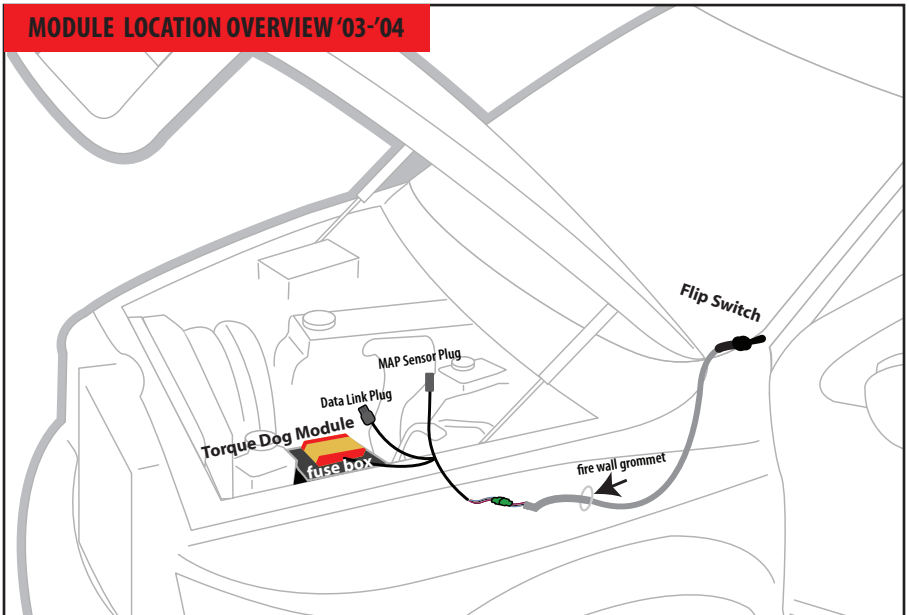 MODULE LOCATION OVERVIEW ‘03-’04
Flip Switch
MAP Sensor Plug
Data Link Plug
Torque Dog Module
fuse box
fire wall grommet